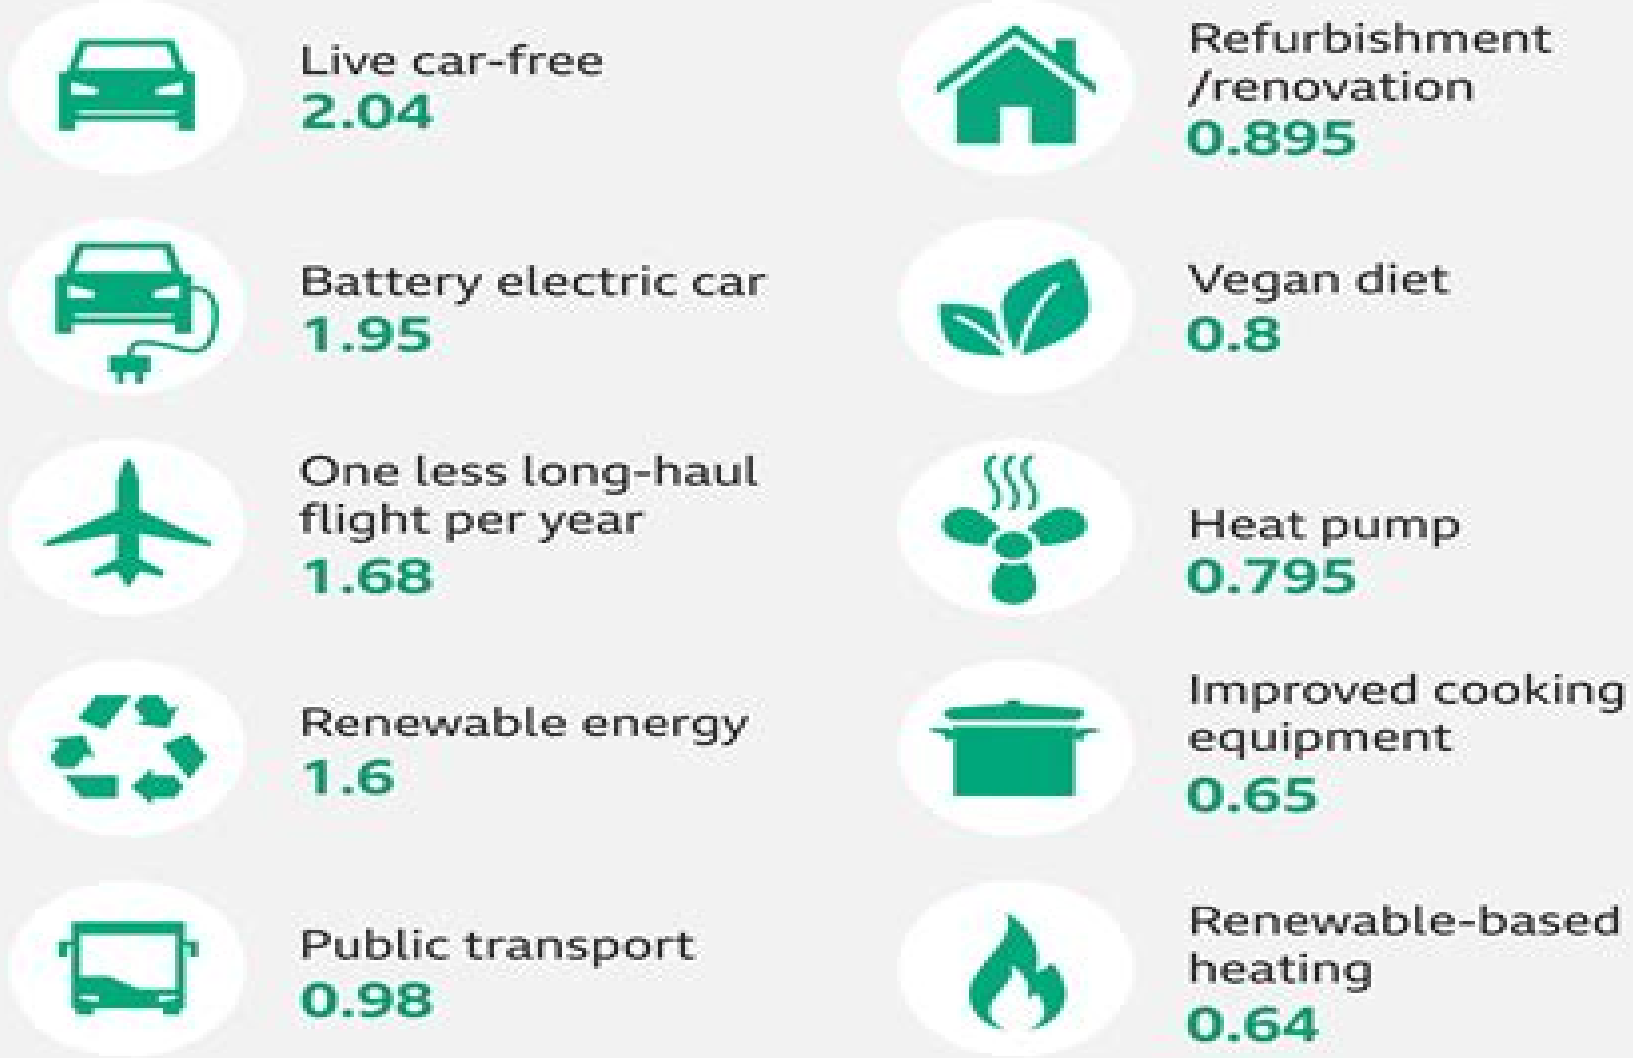 Live car-free
2.04
Battery electric car
1.95
One less long-haul
flight per year
1.68
Renewable energy
1.6
Public transport
0.98
Refurbishment
/renovation
0.895
Vegan diet
0.8
Heat pump
0.795
Improved cooking
equipment
0.65
Renewable-based
heating
0.64